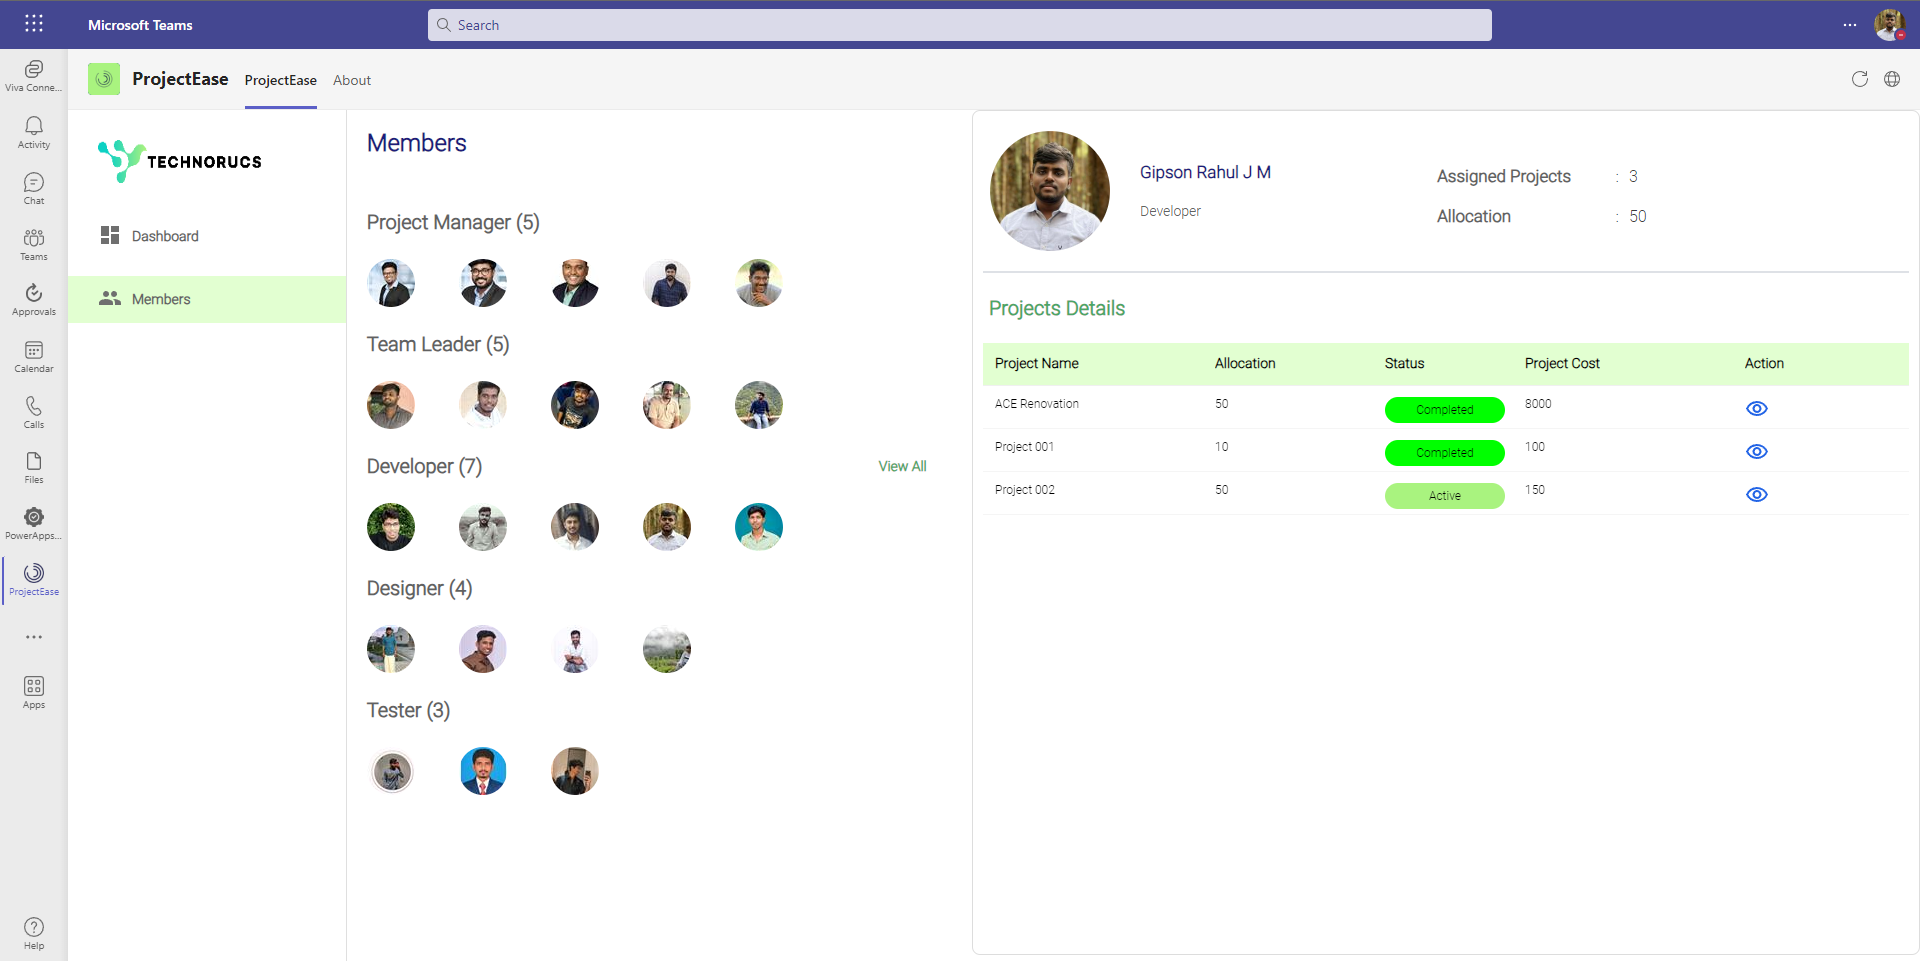 Microsoft Teams
Search
Viva Conne...
Activity
Chat
Teams
Approvals
Calendar
Calls
Files
PowerApps...
ProjectEase
Apps
Help
ProjectEase ProjectEase About
TECHNORUCS
Dashboard
Members
Members
Project Manager (5)
Team Leader (5)
Developer (7) View All
Designer (4)
Tester (3)
Gipson Rahul J M
Developer
Assigned Projects : 3
Allocation : 50
Projects Details
Project Name Allocation Status Project Cost Action
ACE Renovation 50 Completed 8000
Project 001 10 Completed 100
Project 002 50 Active 150